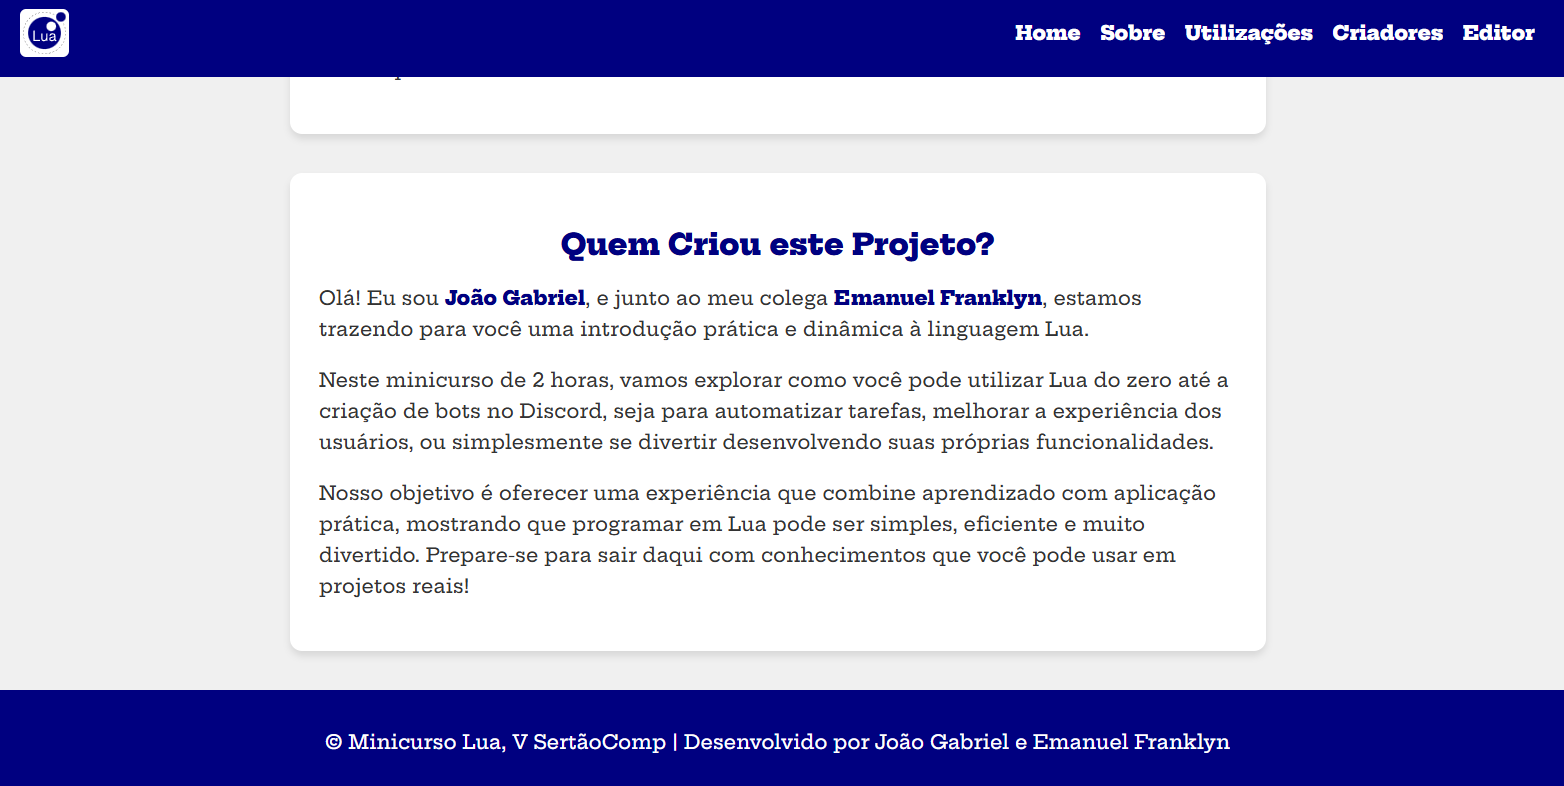 Lua
Home Sobre Utilizações Criadores Editor
Quem Criou este Projeto?
Olá! Eu sou João Gabriel, e junto ao meu colega Emanuel Franklyn, estamos
trazendo para você uma introdução prática e dinâmica à linguagem Lua.
Neste minicurso de 2 horas, vamos explorar como você pode utilizar Lua do zero até a
criação de bots no Discord, seja para automatizar tarefas, melhorar a experiência dos
usuários, ou simplesmente se divertir desenvolvendo suas próprias funcionalidades.
Nosso objetivo é oferecer uma experiência que combine aprendizado com aplicação
prática, mostrando que programar em Lua pode ser simples, eficiente e muito
divertido. Prepare-se para sair daqui com conhecimentos que você pode usar em
projetos reais!
© Minicurso Lua, V SertãoComp | Desenvolvido por João Gabriel e Emanuel Franklyn